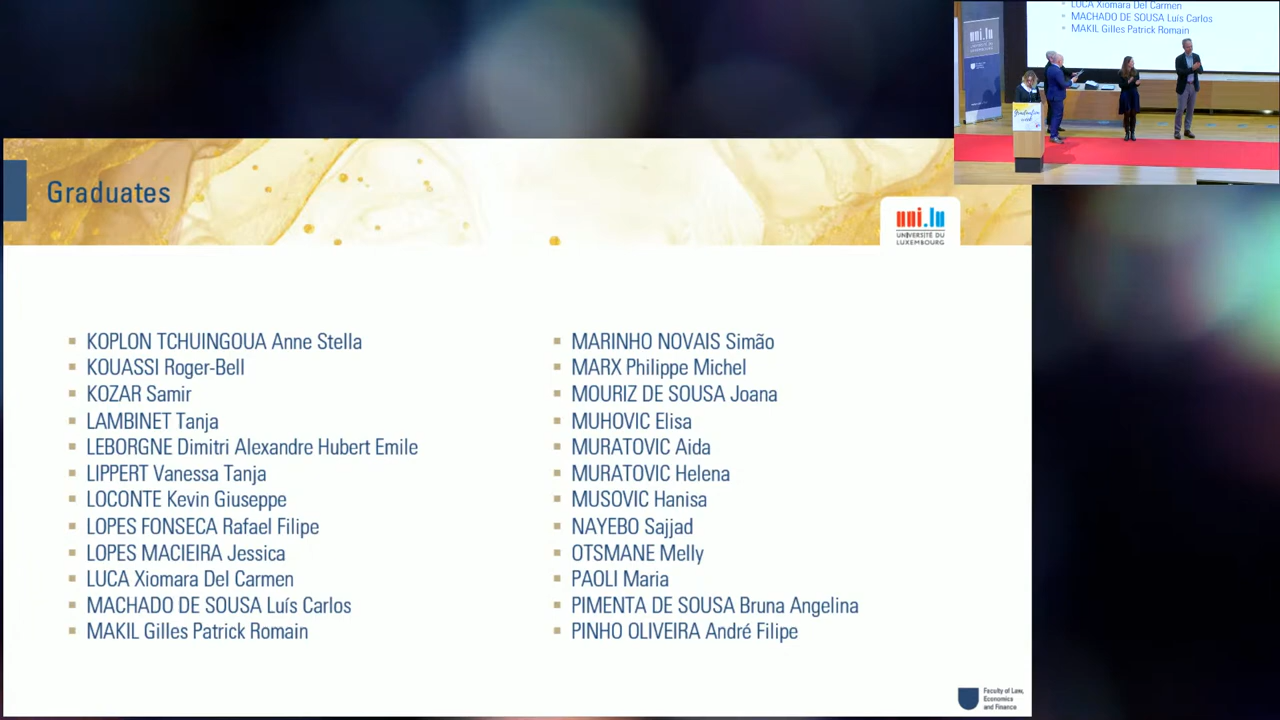 LUCA Xiomara Del Carmen
MACHADO DE SOUSA Luís Carlos
MAKIL Gilles Patrick Romain
uni.lu
Graduates
uni.lu
UNIVERSITÉ DU
LUXEMBOURG
KOPLON TCHUINGOUA Anne Stella
KOUASSI Roger-Bell
KOZAR Samir
LAMBINET Tanja
LEBORGNE Dimitri Alexandre Hubert Emile
LIPPERT Vanessa Tanja
LOCONTE Kevin Giuseppe
LOPES FONSECA Rafael Filipe
LOPES MACIEIRA Jessica
LUCA Xiomara Del Carmen
MACHADO DE SOUSA Luís Carlos
MAKIL Gilles Patrick Romain
MARINHO NOVAIS Simão
MARX Philippe Michel
MOURIZ DE SOUSA Joana
MUHOVIC Elisa
MURATOVIC Aida
MURATOVIC Helena
MUSOVIC Hanisa
NAYEBO Sajjad
OTSMANE Melly
PAOLI Maria
PIMENTA DE SOUSA Bruna Angelina
PINHO OLIVEIRA André Filipe
Faculty of Law,
Economics
and Finance